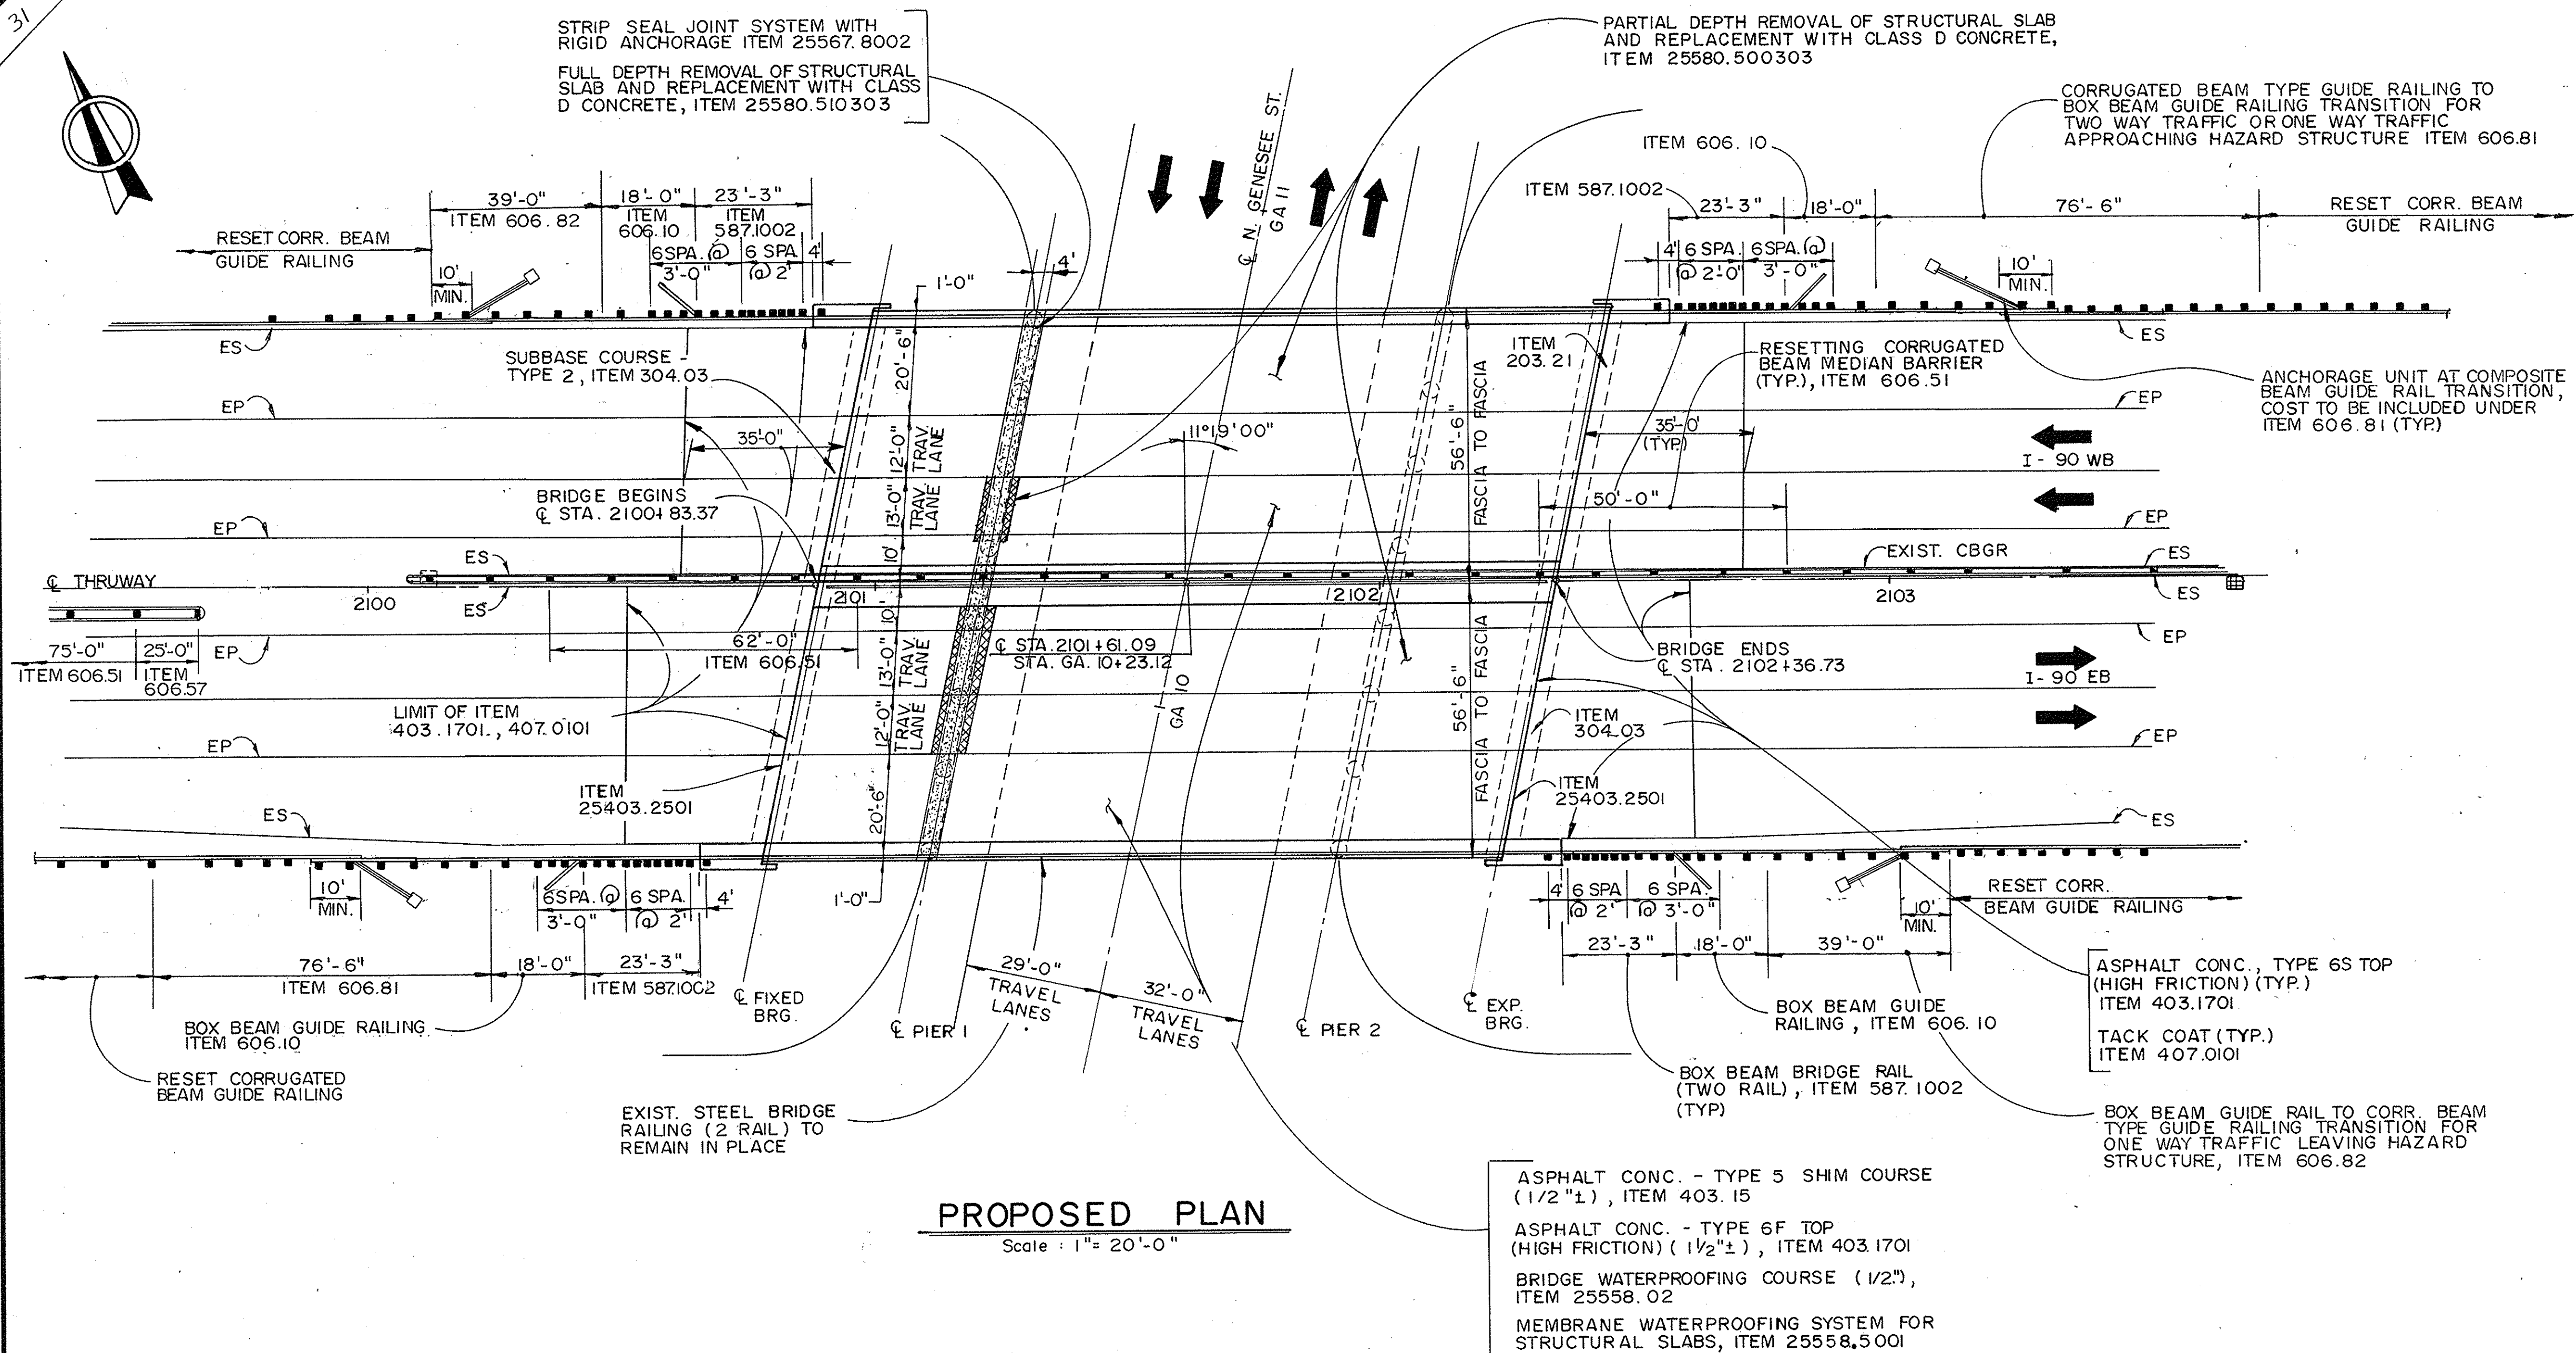 31
STRIP SEAL JOINT SYSTEM WITH
RIGID ANCHORAGE ITEM 25567.8002
FULL DEPTH REMOVAL OF STRUCTURAL
SLAB AND REPLACEMENT WITH CLASS
D CONCRETE, ITEM 25580.510303
PARTIAL DEPTH REMOVAL OF STRUCTURAL SLAB
AND REPLACEMENT WITH CLASS D CONCRETE,
ITEM 25580.500303
CORRUGATED BEAM TYPE GUIDE RAILING TO
BOX BEAM GUIDE RAILING TRANSITION FOR
TWO WAY TRAFFIC OR ONE WAY TRAFFIC
APPROACHING HAZARD STRUCTURE ITEM 606.81
℄ N. GENESEE ST.
GA 11
ITEM 606.10
ITEM 587.1002
39'-0"
ITEM 606.82
18'-0"
ITEM
606.10
23'-3"
ITEM
587.1002
RESET CORR. BEAM
GUIDE RAILING
6 SPA. @
3'-0"
6 SPA
@ 2'
4'
10'
MIN.
1'-0"
4'
23'-3"
18'-0"
76'-6"
RESET CORR. BEAM
GUIDE RAILING
4'
6 SPA.
@ 2'-0"
6 SPA. @
3'-0"
10'
MIN.
ES
ES
SUBBASE COURSE -
TYPE 2, ITEM 304.03
20'-6"
ITEM
203.21
RESETTING CORRUGATED
BEAM MEDIAN BARRIER
(TYP.), ITEM 606.51
ANCHORAGE UNIT AT COMPOSITE
BEAM GUIDE RAIL TRANSITION,
COST TO BE INCLUDED UNDER
ITEM 606.81 (TYP.)
EP
EP
35'-0"
12'-0"
TRAV.
LANE
11°19'00"
56'-6"
FASCIA TO FASCIA
35'-0"
(TYP.)
I-90 WB
BRIDGE BEGINS
℄ STA. 2100+83.37
13'-0"
TRAV.
LANE
50'-0"
EP
EP
ES
10'
EXIST. CBGR
ES
℄ THRUWAY
2100
2101
2102
2103
ES
ES
10'
75'-0"
ITEM 606.51
25'-0"
ITEM
606.57
EP
62'-0"
ITEM 606.51
13'-0"
TRAV.
LANE
℄ STA. 2101+61.09
STA. GA. 10+23.12
GA 10
BRIDGE ENDS
℄ STA. 2102+36.73
EP
I-90 EB
LIMIT OF ITEM
403.1701, 407.0101
12'-0"
TRAV.
LANE
56'-6"
FASCIA TO FASCIA
ITEM
304.03
EP
EP
ITEM
25403.2501
ITEM
25403.2501
ES
20'-6"
ES
10'
MIN.
6 SPA. @
3'-0"
6 SPA.
@ 2'
4'
1'-0"
4'
6 SPA
@ 2'
6 SPA.
@ 3'-0"
10'
MIN.
RESET CORR.
BEAM GUIDE RAILING
76'-6"
ITEM 606.81
18'-0"
23'-3"
ITEM 587.1002
29'-0"
TRAVEL
LANES
32'-0"
TRAVEL
LANES
23'-3"
18'-0"
39'-0"
℄ FIXED
BRG.
℄ PIER 1
℄ PIER 2
℄ EXP.
BRG.
ASPHALT CONC., TYPE 6S TOP
(HIGH FRICTION) (TYP.)
ITEM 403.1701
TACK COAT (TYP.)
ITEM 407.0101
BOX BEAM GUIDE RAILING
ITEM 606.10
BOX BEAM GUIDE
RAILING, ITEM 606.10
RESET CORRUGATED
BEAM GUIDE RAILING
BOX BEAM BRIDGE RAIL
(TWO RAIL), ITEM 587.1002
(TYP)
EXIST. STEEL BRIDGE
RAILING (2 RAIL) TO
REMAIN IN PLACE
BOX BEAM GUIDE RAIL TO CORR. BEAM
TYPE GUIDE RAILING TRANSITION FOR
ONE WAY TRAFFIC LEAVING HAZARD
STRUCTURE, ITEM 606.82
PROPOSED PLAN
Scale : 1"= 20'-0"
ASPHALT CONC. - TYPE 5 SHIM COURSE
(1/2"±), ITEM 403.15
ASPHALT CONC. - TYPE 6F TOP
(HIGH FRICTION) (1 1/2"±), ITEM 403.1701
BRIDGE WATERPROOFING COURSE (1/2"),
ITEM 25558.02
MEMBRANE WATERPROOFING SYSTEM FOR
STRUCTURAL SLABS, ITEM 25558.5001